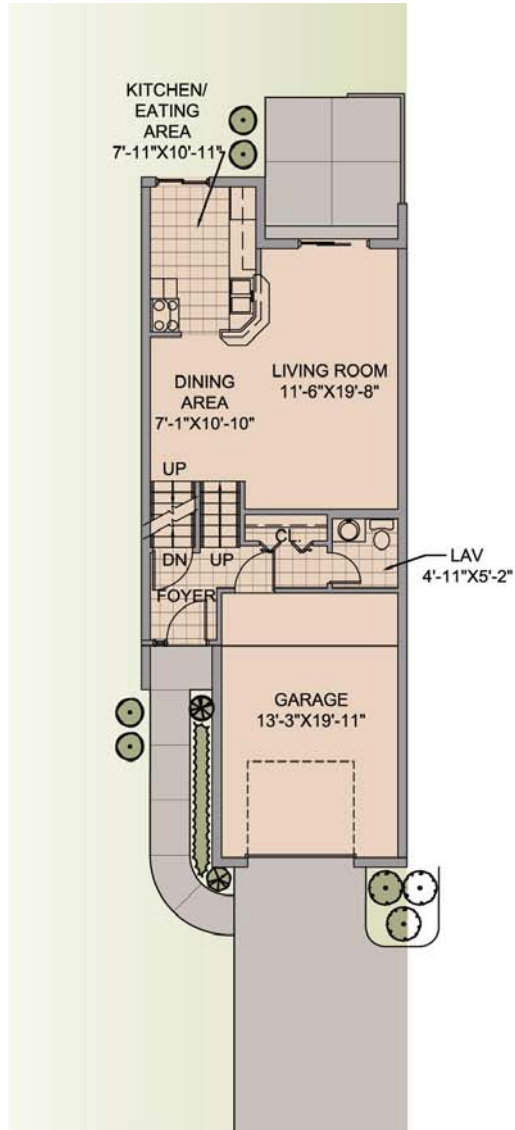 KITCHEN/
EATING
AREA
7'-11"X10'-11"
LIVING ROOM
11'-6"X19'-8"
DINING
AREA
7'-1"X10'-10"
UP
CL.
DN
UP
LAV
4'-11"X5'-2"
FOYER
GARAGE
13'-3"X19'-11"